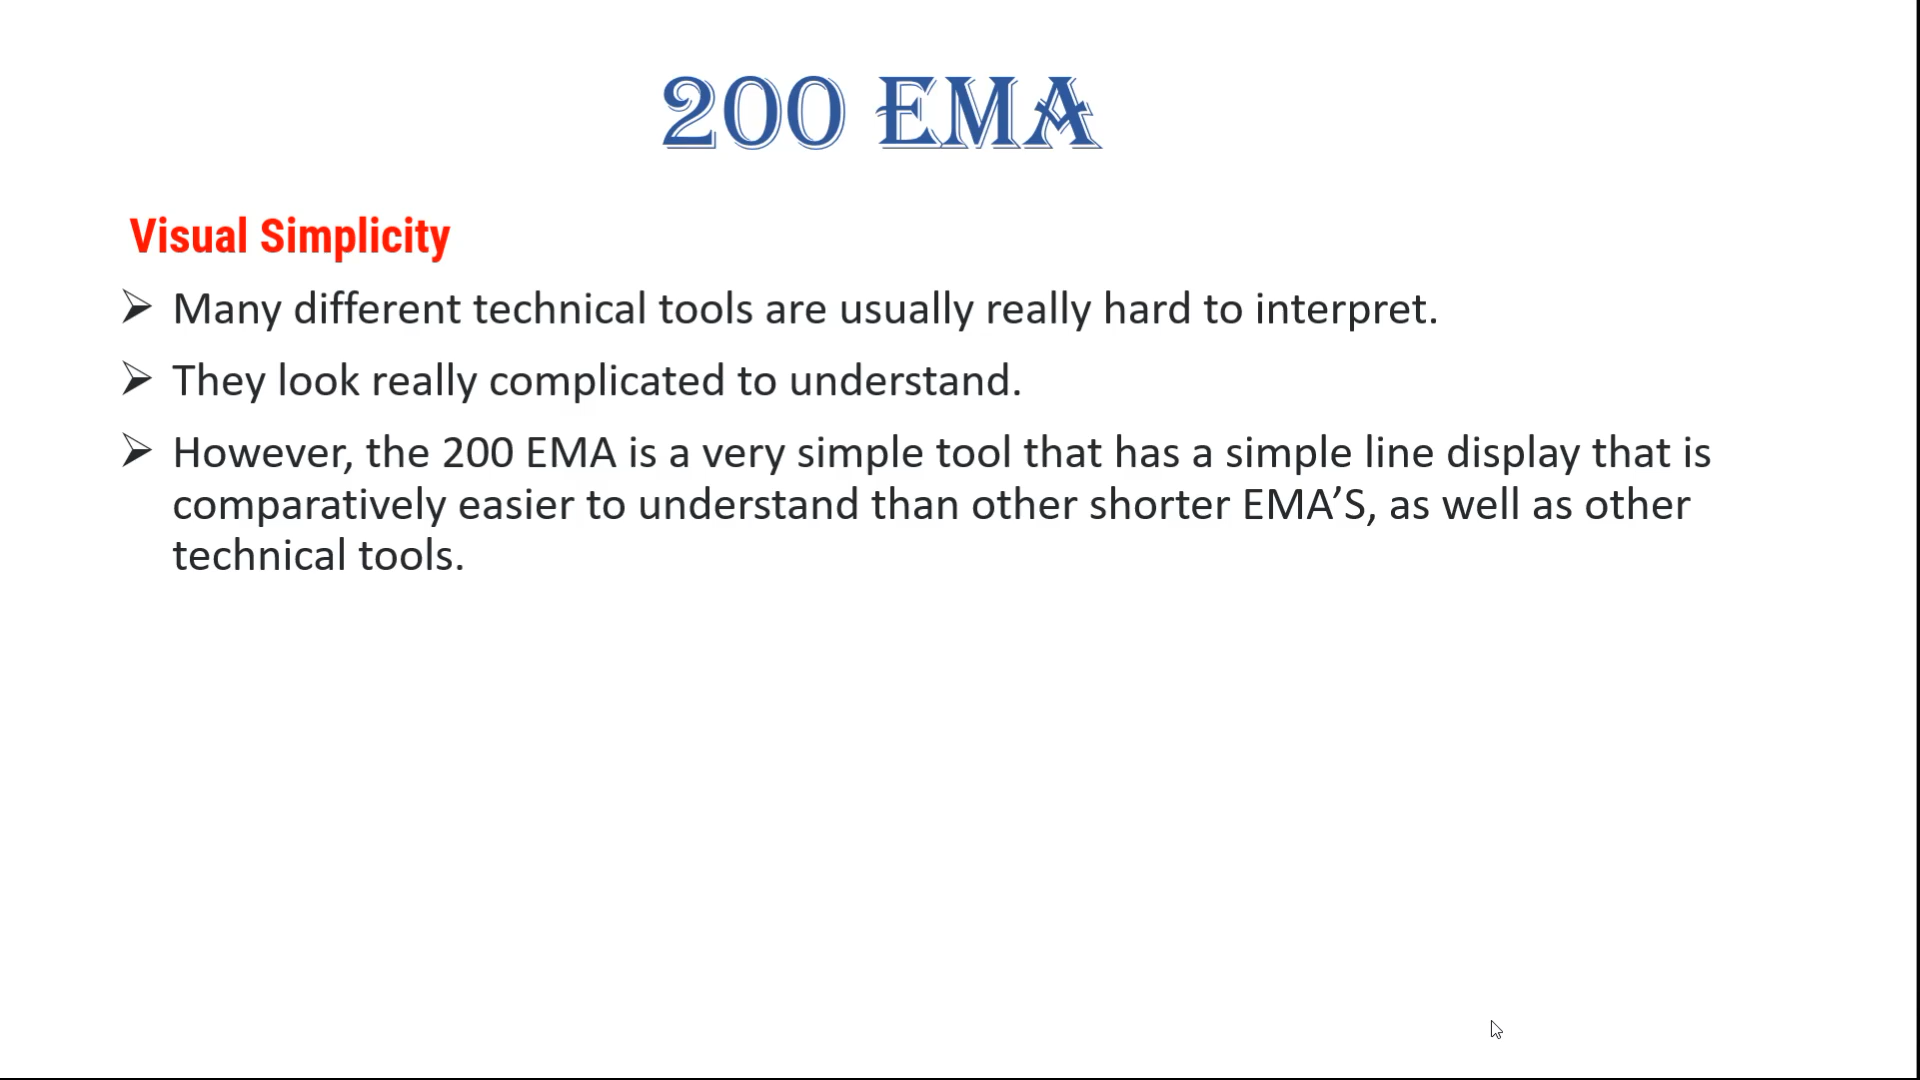 200 EMA
Visual Simplicity
Many different technical tools are usually really hard to interpret.
They look really complicated to understand.
However, the 200 EMA is a very simple tool that has a simple line display that is
comparatively easier to understand than other shorter EMA’S, as well as other
technical tools.